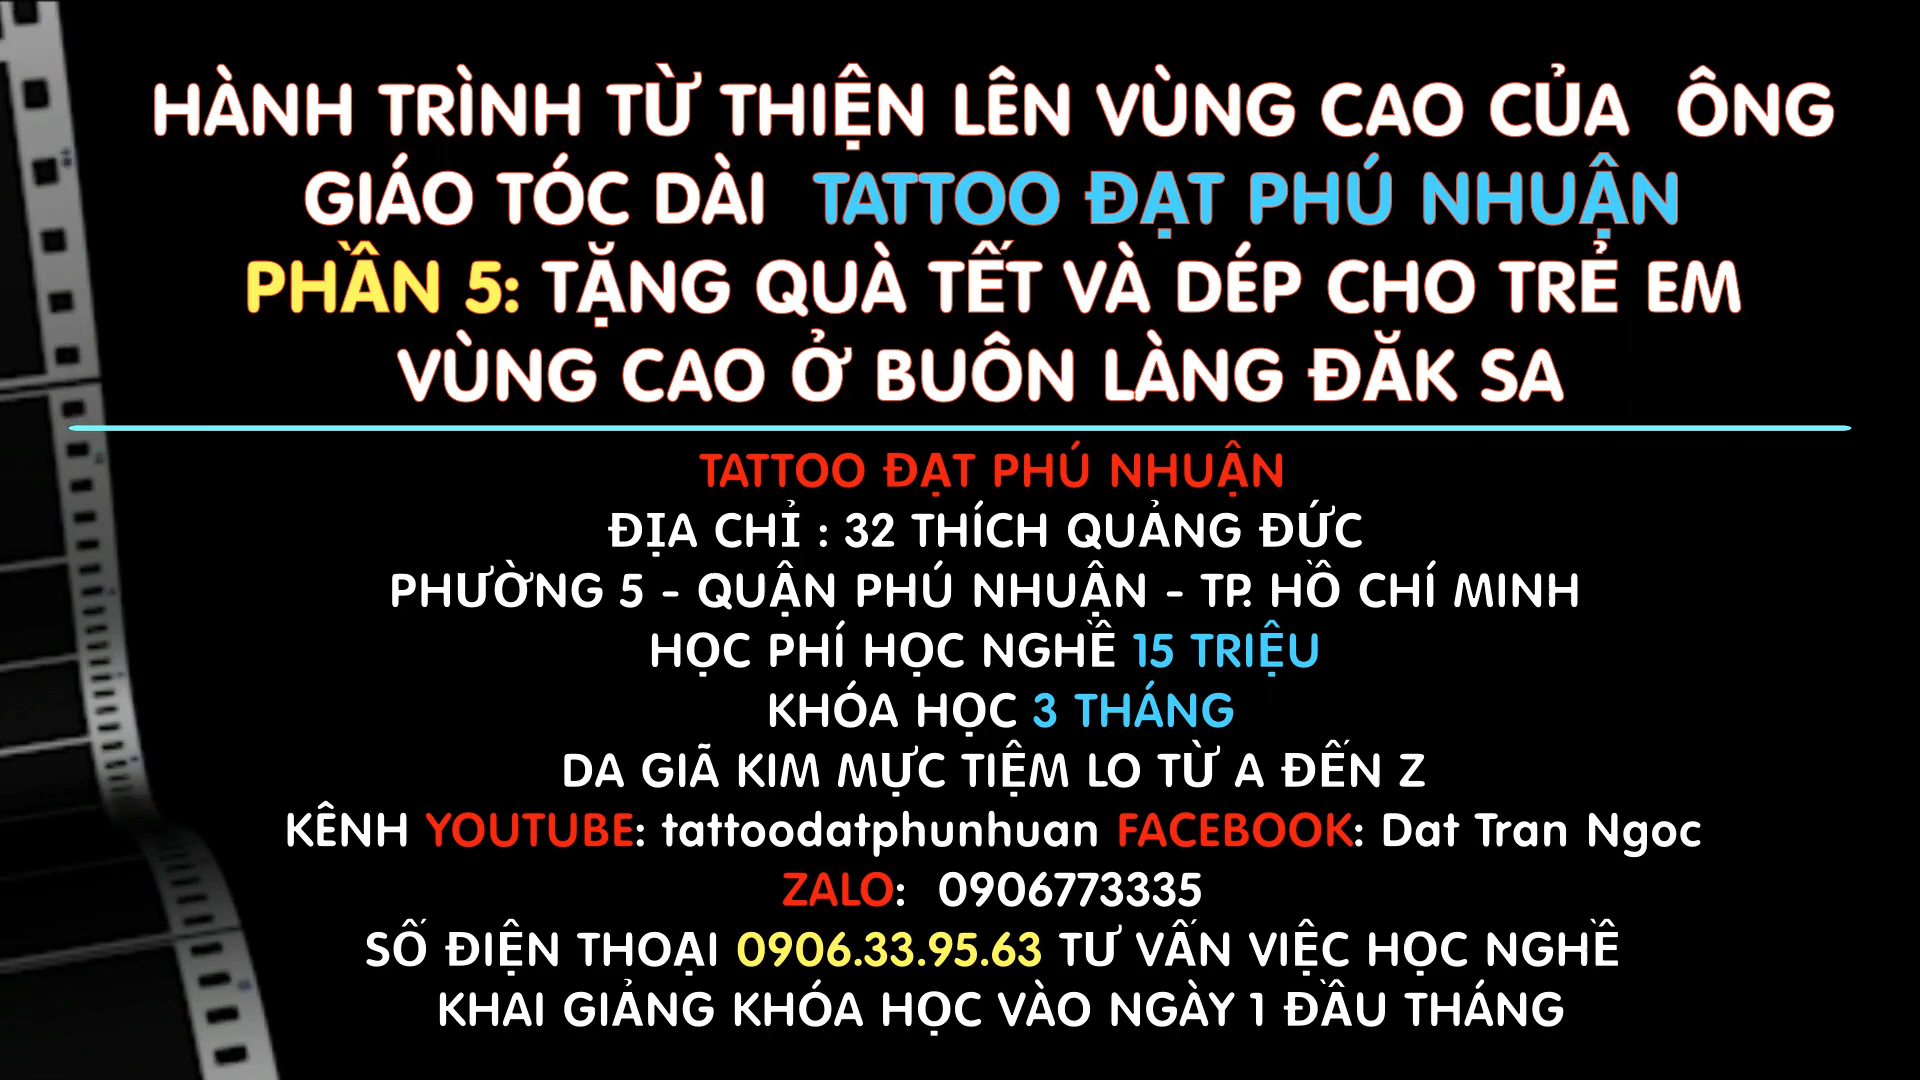 HÀNH TRÌNH TỪ THIỆN LÊN VÙNG CAO CỦA ÔNG
GIÁO TÓC DÀI TATTOO ĐẠT PHÚ NHUẬN
PHẦN 5: TẶNG QUÀ TẾT VÀ DÉP CHO TRẺ EM
VÙNG CAO Ở BUÔN LÀNG ĐĂK SA
TATTOO ĐẠT PHÚ NHUẬN
ĐỊA CHỈ : 32 THÍCH QUẢNG ĐỨC
PHƯỜNG 5 - QUẬN PHÚ NHUẬN - TP. HỒ CHÍ MINH
HỌC PHÍ HỌC NGHỀ 15 TRIỆU
KHÓA HỌC 3 THÁNG
DA GIÃ KIM MỰC TIỆM LO TỪ A ĐẾN Z
KÊNH YOUTUBE: tattoodatphunhuan FACEBOOK: Dat Tran Ngoc
ZALO: 0906773335
SỐ ĐIỆN THOẠI 0906.33.95.63 TƯ VẤN VIỆC HỌC NGHỀ
KHAI GIẢNG KHÓA HỌC VÀO NGÀY 1 ĐẦU THÁNG